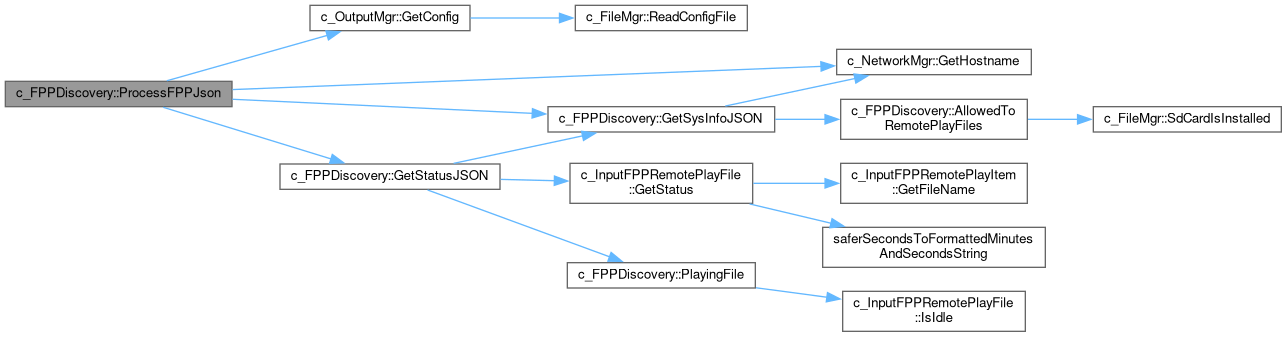 c_OutputMgr::GetConfig
c_FileMgr::ReadConfigFile
c_NetworkMgr::GetHostname
c_FPPDiscovery::ProcessFPPJson
c_FPPDiscovery::GetSysInfoJSON
c_FPPDiscovery::AllowedTo
RemotePlayFiles
c_FileMgr::SdCardIsInstalled
c_FPPDiscovery::GetStatusJSON
c_InputFPPRemotePlayFile
::GetStatus
c_InputFPPRemotePlayItem
::GetFileName
saferSecondsToFormattedMinutes
AndSecondsString
c_FPPDiscovery::PlayingFile
c_InputFPPRemotePlayFile
::IsIdle